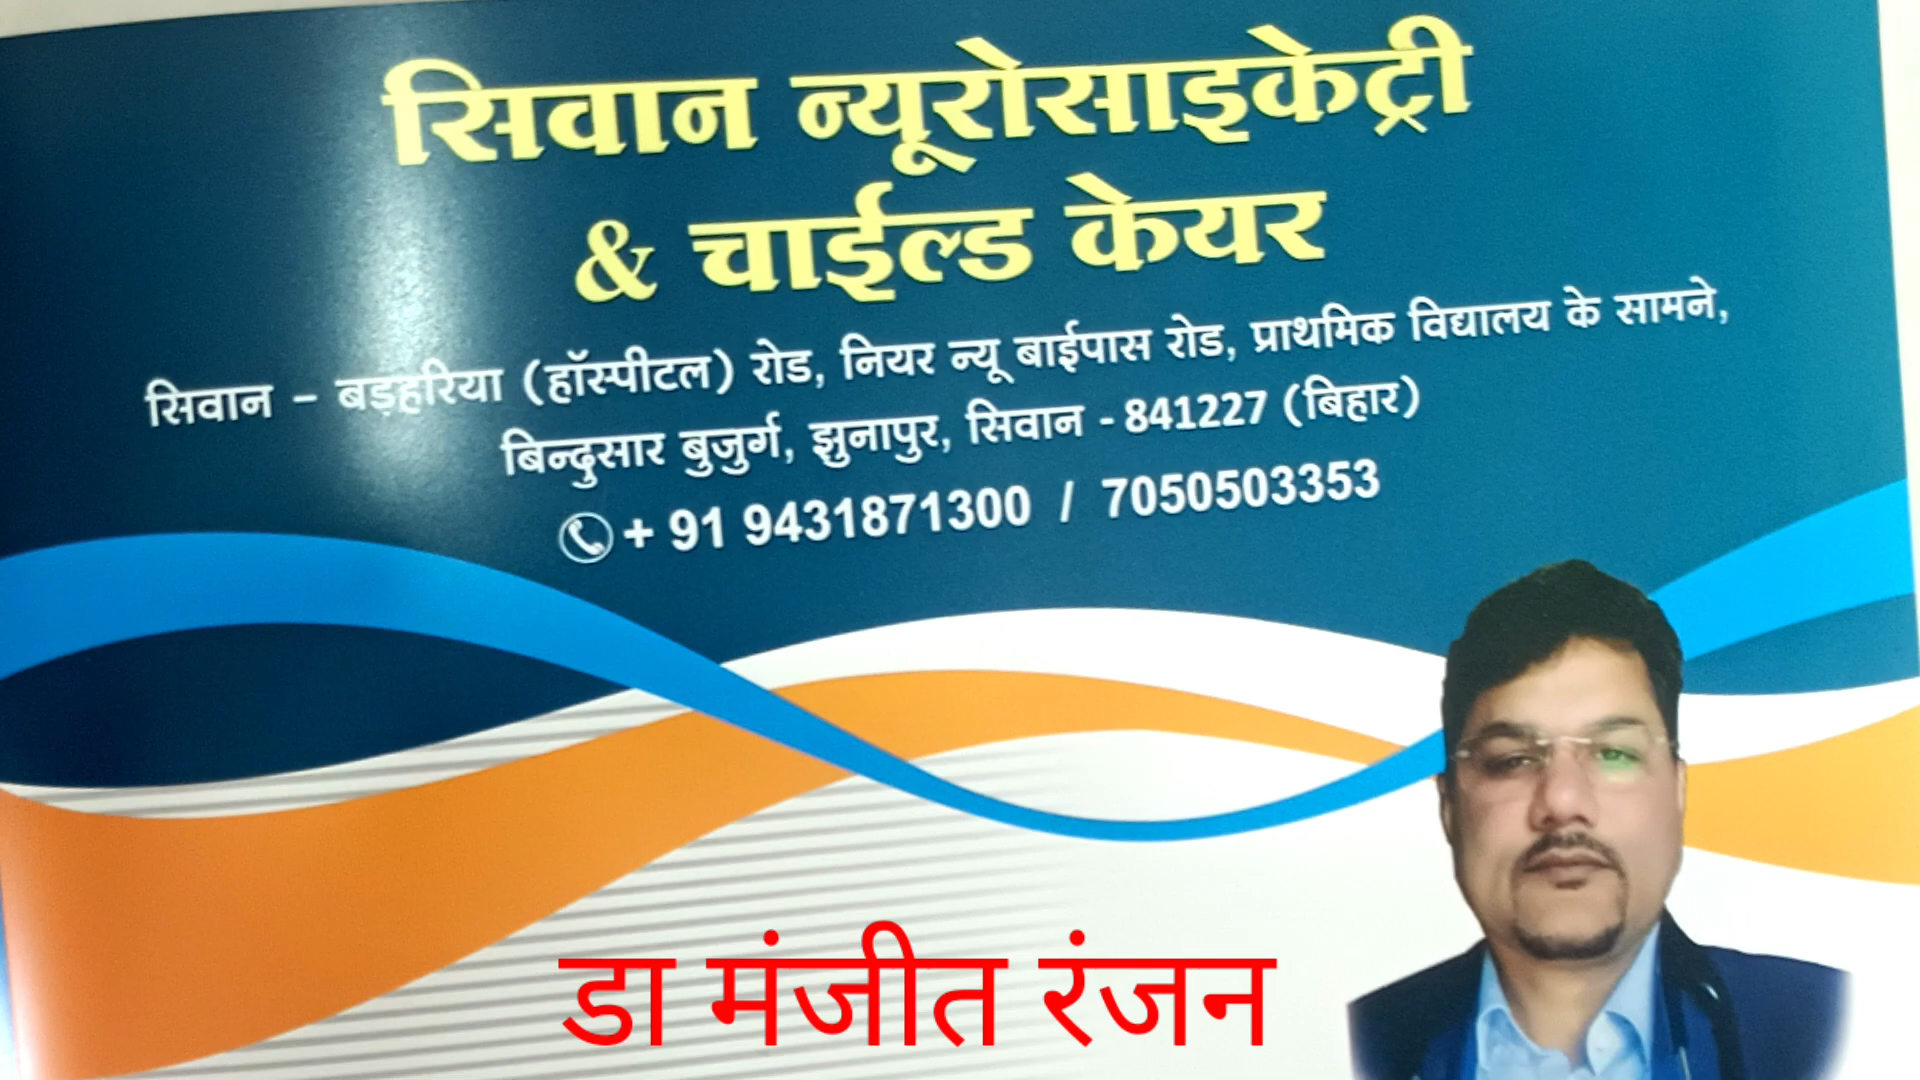 सिवान न्यूरोसाइकेट्री
& चाईल्ड केयर
सिवान – बड़हरिया (हॉस्पीटल) रोड, नियर न्यू बाईपास रोड, प्राथमिक विद्यालय के सामने,
बिन्दुसार बुजुर्ग, झुनापुर, सिवान - 841227 (बिहार)
+ 91 9431871300 / 7050503353
डा मंजीत रंजन